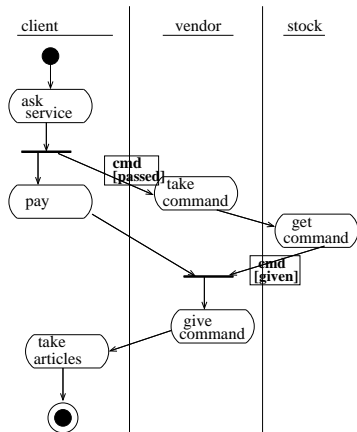 client
vendor
stock
ask
service
cmd
[passed]
take
command
pay
get
command
cmd
[given]
give
command
take
articles